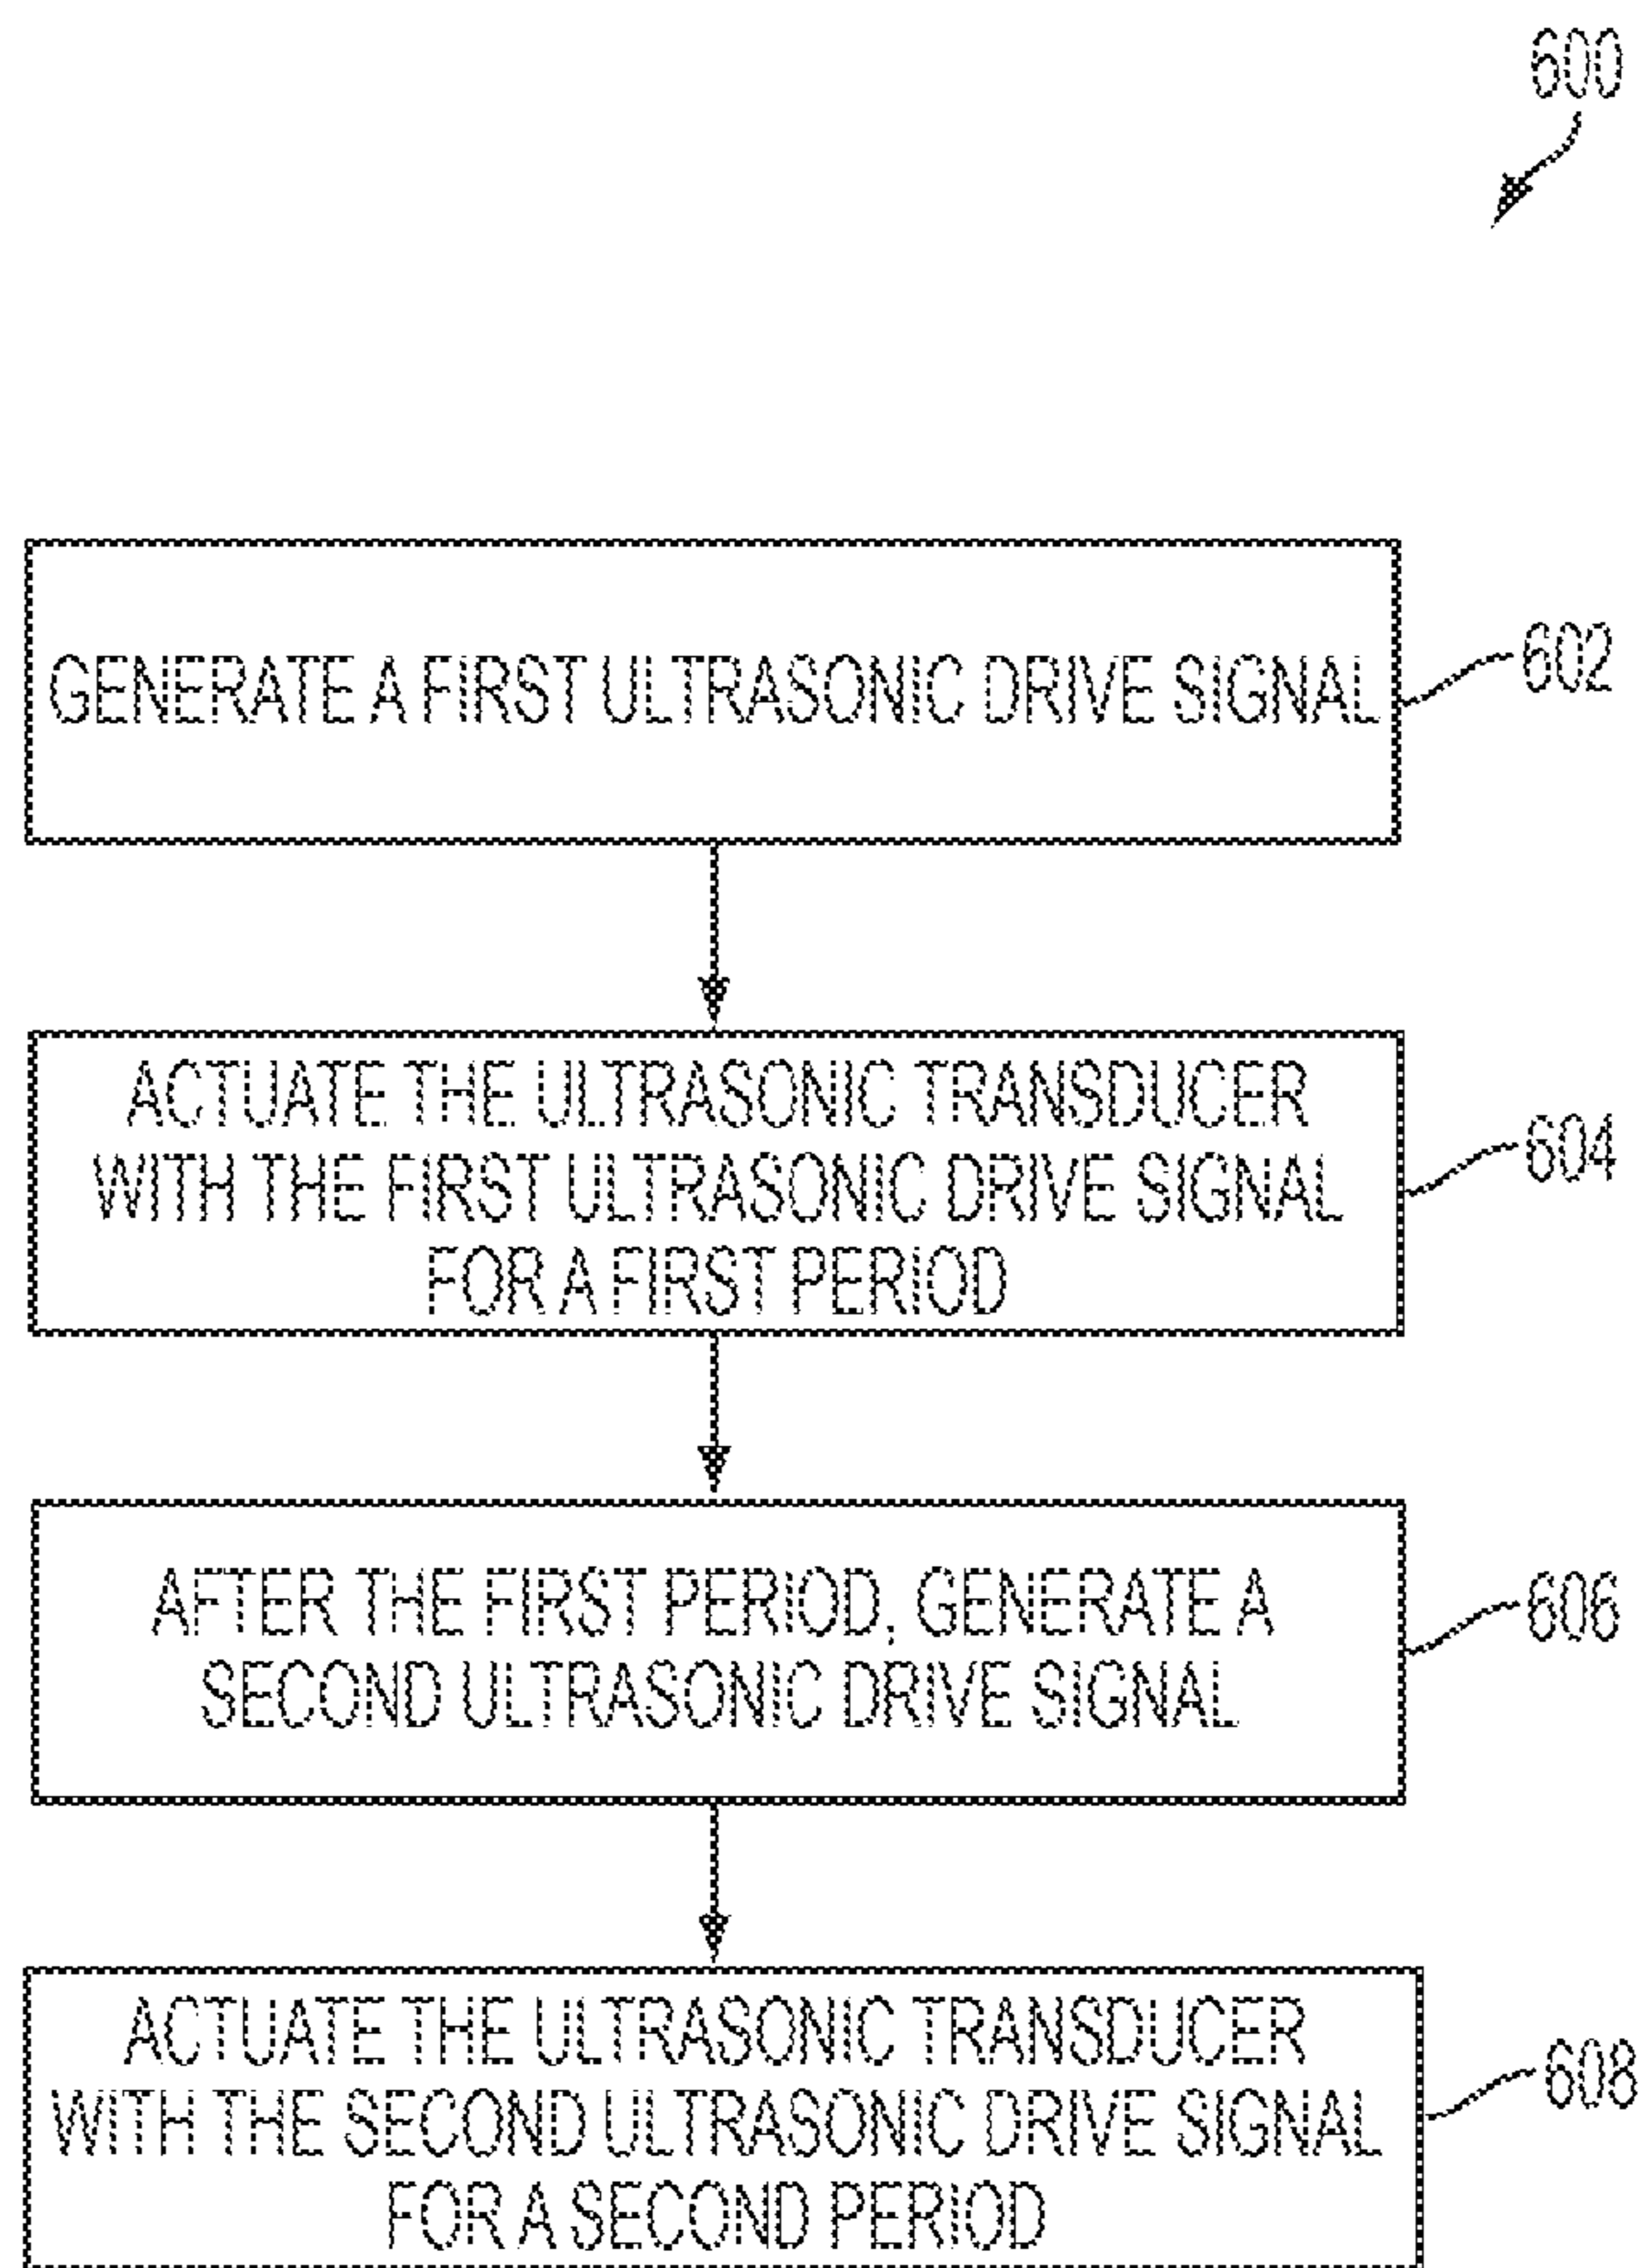 600
GENERATE A FIRST ULTRASONIC DRIVE SIGNAL
602
ACTUATE THE ULTRASONIC TRANSDUCER
WITH THE FIRST ULTRASONIC DRIVE SIGNAL
FOR A FIRST PERIOD
604
AFTER THE FIRST PERIOD, GENERATE A
SECOND ULTRASONIC DRIVE SIGNAL
606
ACTUATE THE ULTRASONIC TRANSDUCER
WITH THE SECOND ULTRASONIC DRIVE SIGNAL
FOR A SECOND PERIOD
608